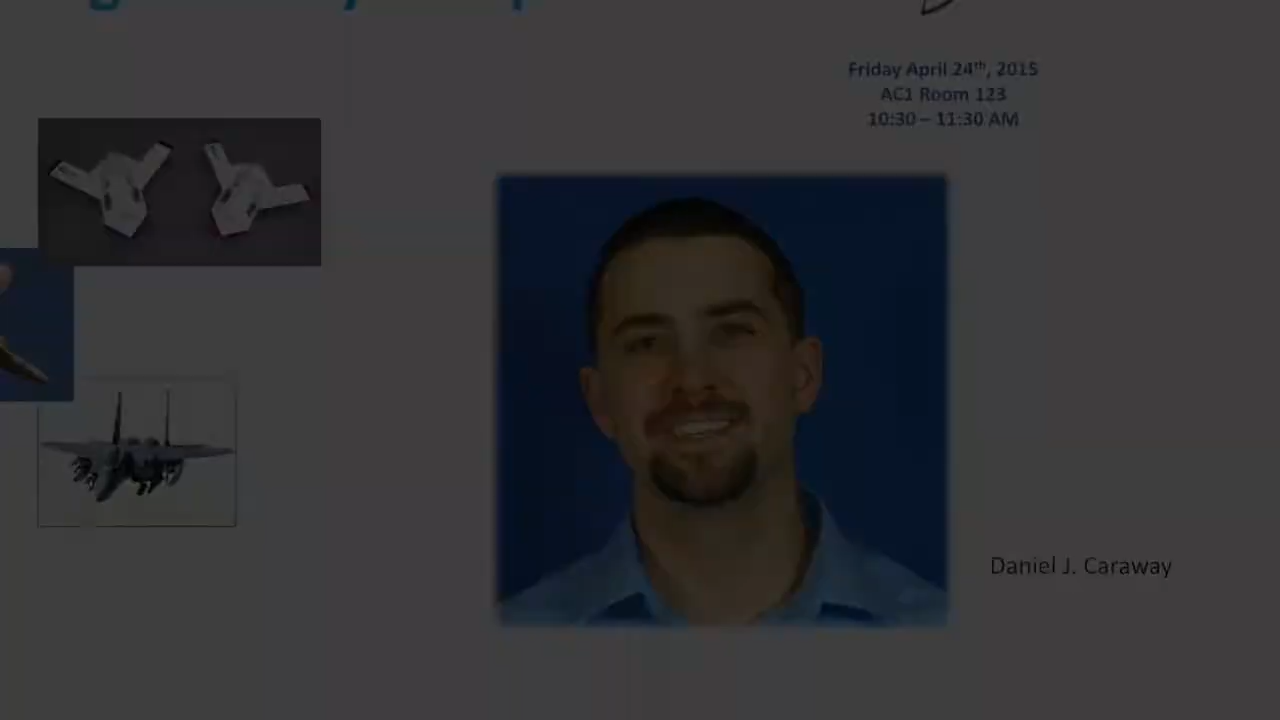 Friday April 24th, 2015
AC1 Room 123
10:30 – 11:30 AM
Daniel J. Caraway